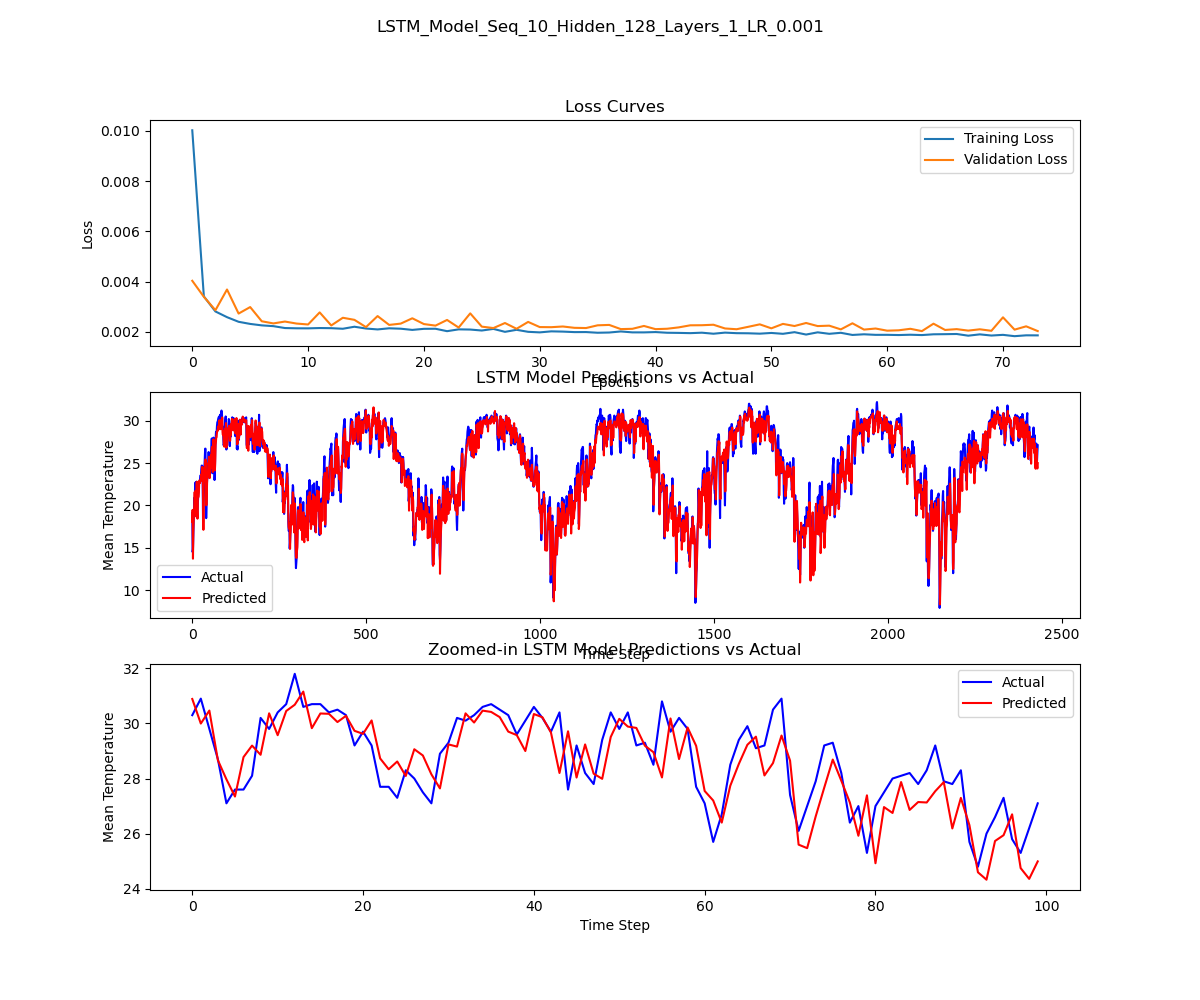 LSTM_Model_Seq_10_Hidden_128_Layers_1_LR_0.001
Loss Curves
0.010
0.008
0.006
0.004
0.002
Loss
Training Loss
Validation Loss
0 10 20 30 40 50 60 70
Epochs
LSTM Model Predictions vs Actual
30
25
20
15
10
Mean Temperature
Actual
Predicted
0 500 1000 1500 2000 2500
Time Step
Zoomed-in LSTM Model Predictions vs Actual
32
30
28
26
24
Mean Temperature
Actual
Predicted
0 20 40 60 80 100
Time Step